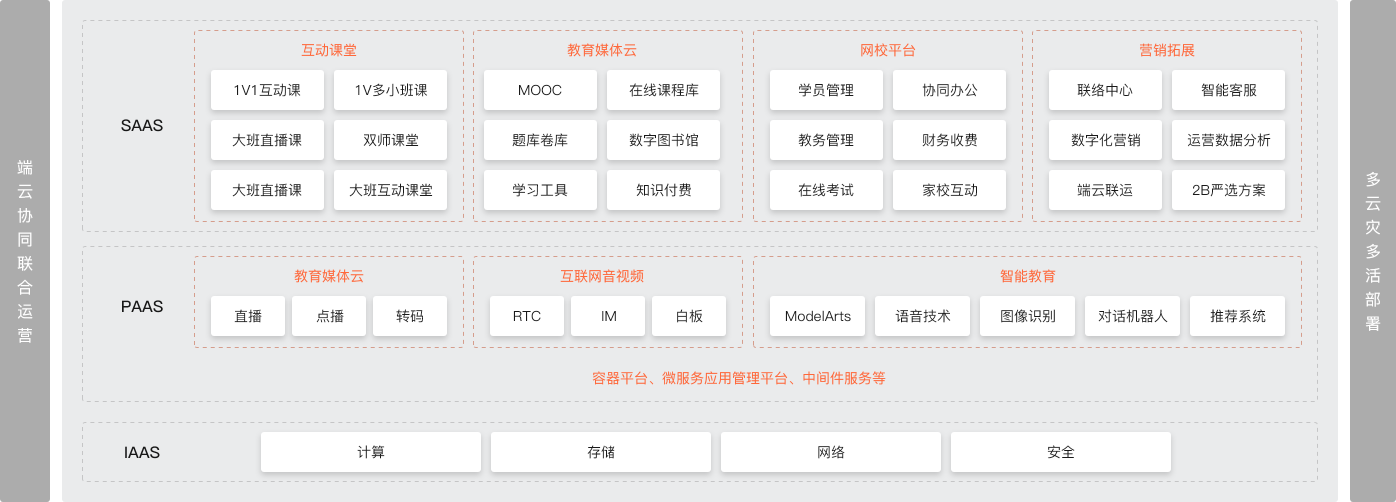 端云协同联合运营
SAAS
互动课堂
1V1互动课
1V多小班课
大班直播课
双师课堂
大班直播课
大班互动课堂
教育媒体云
MOOC
在线课程库
题库卷库
数字图书馆
学习工具
知识付费
网校平台
学员管理
协同办公
教务管理
财务收费
在线考试
家校互动
营销拓展
联络中心
智能客服
数字化营销
运营数据分析
端云联运
2B严选方案
PAAS
教育媒体云
直播
点播
转码
互联网音视频
RTC
IM
白板
智能教育
ModelArts
语音技术
图像识别
对话机器人
推荐系统
容器平台、微服务应用管理平台、中间件服务等
IAAS
计算
存储
网络
安全
多云灾多活部署